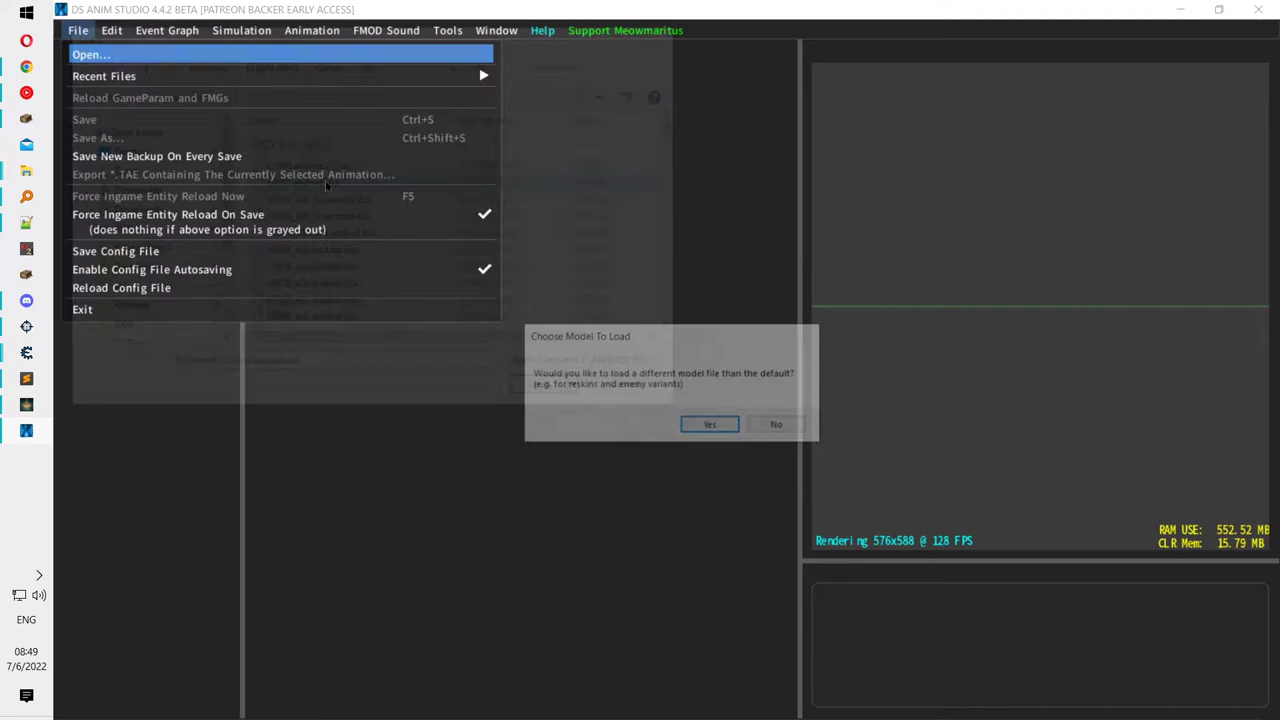 DS ANIM STUDIO 4.4.2 BETA [PATREON BACKER EARLY ACCESS]
File Edit Event Graph Simulation Animation FMOD Sound Tools Window Help Support Meowmaritus
Open...
Recent Files
Reload GameParam and FMGs
Save Ctrl+S
Save As... Ctrl+Shift+S
Save New Backup On Every Save
Export *.TAE Containing The Currently Selected Animation...
Force Ingame Entity Reload Now F5
Force Ingame Entity Reload On Save
(does nothing if above option is grayed out)
Save Config File
Enable Config File Autosaving
Reload Config File
Exit
Choose Model To Load
Would you like to load a different model file than the default?
(e.g. for reskins and enemy variants)
Yes No
RAM USE: 552.52 MB
Rendering 576x588 @ 128 FPS
CLR Mem: 15.79 MB
ENG
08:49
7/6/2022